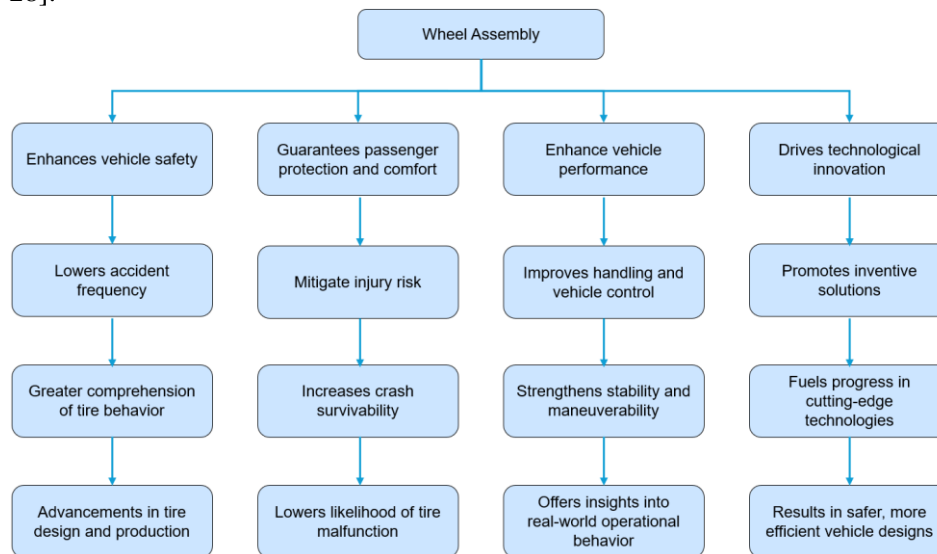 28].
Wheel Assembly
Enhances vehicle safety
Guarantees passenger
protection and comfort
Enhance vehicle
performance
Drives technological
innovation
Lowers accident
frequency
Mitigate injury risk
Improves handling and
vehicle control
Promotes inventive
solutions
Greater comprehension
of tire behavior
Increases crash
survivability
Strengthens stability and
maneuverability
Fuels progress in
cutting-edge
technologies
Advancements in tire
design and production
Lowers likelihood of tire
malfunction
Offers insights into
real-world operational
behavior
Results in safer, more
efficient vehicle designs